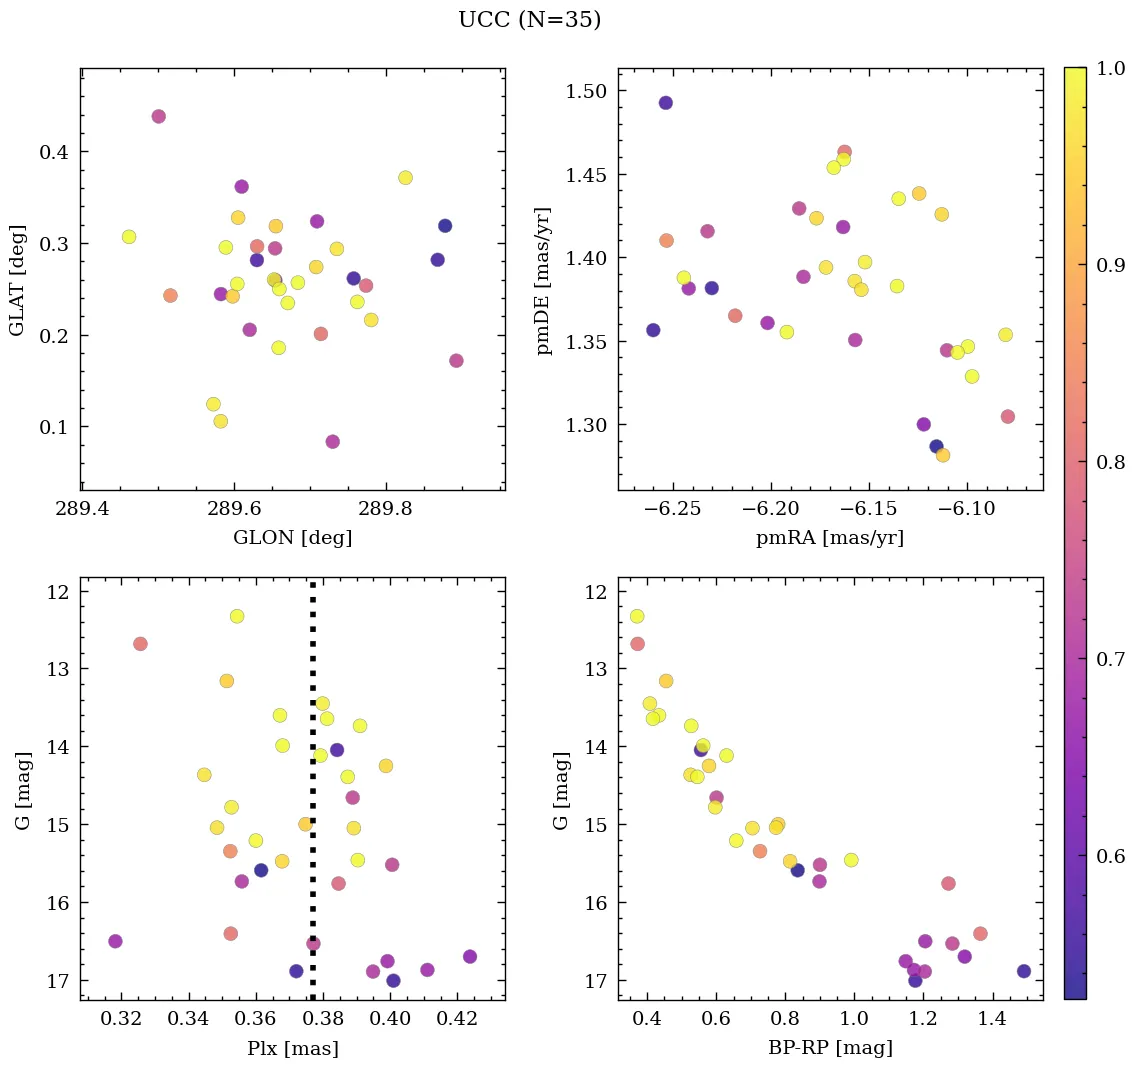 UCC (N=35)
0.4
0.3
0.2
0.1
GLAT [deg]
289.4 289.6 289.8
GLON [deg]
1.50
1.45
1.40
1.35
1.30
pmDE [mas/yr]
−6.25 −6.20 −6.15 −6.10
pmRA [mas/yr]
1.0
0.9
0.8
0.7
0.6
12
13
14
15
16
17
G [mag]
0.32 0.34 0.36 0.38 0.40 0.42
Plx [mas]
12
13
14
15
16
17
G [mag]
0.4 0.6 0.8 1.0 1.2 1.4
BP-RP [mag]